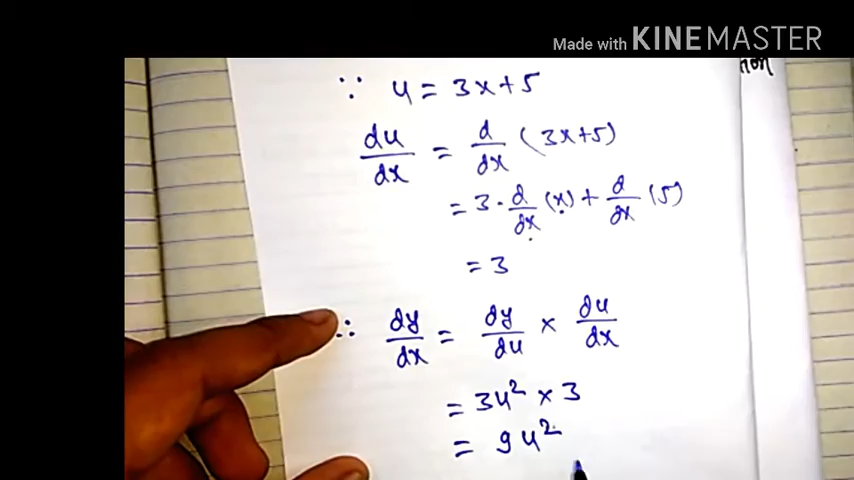 Made with KINEMASTER
∵ u = 3x+5
du/dx = d/dx (3x+5)
= 3 · d/dx (x) + d/dx (5)
= 3
∴ dy/dx = dy/du × du/dx
= 3u² × 3
= 9u²